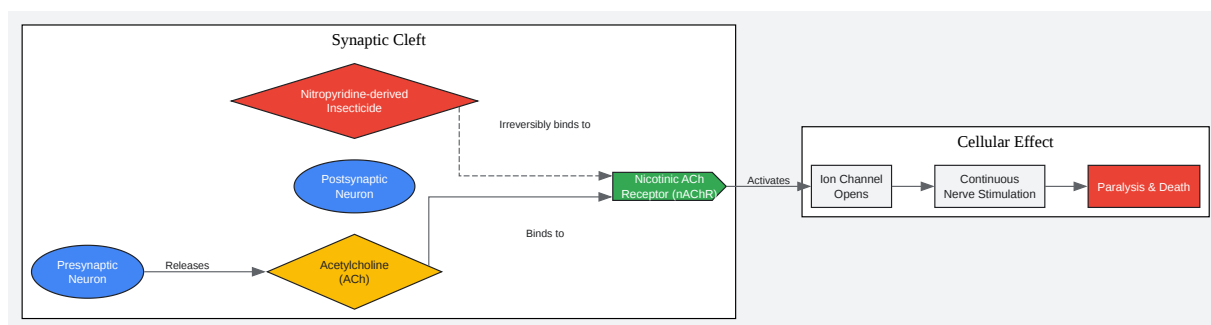 Synaptic Cleft
Nitropyridine-derived
Insecticide
Irreversibly binds to
Postsynaptic
Neuron
Nicotinic ACh
Receptor (nAChR)
Binds to
Presynaptic
Neuron
Releases
Acetylcholine
(ACh)
Activates
Cellular Effect
Ion Channel
Opens
Continuous
Nerve Stimulation
Paralysis & Death